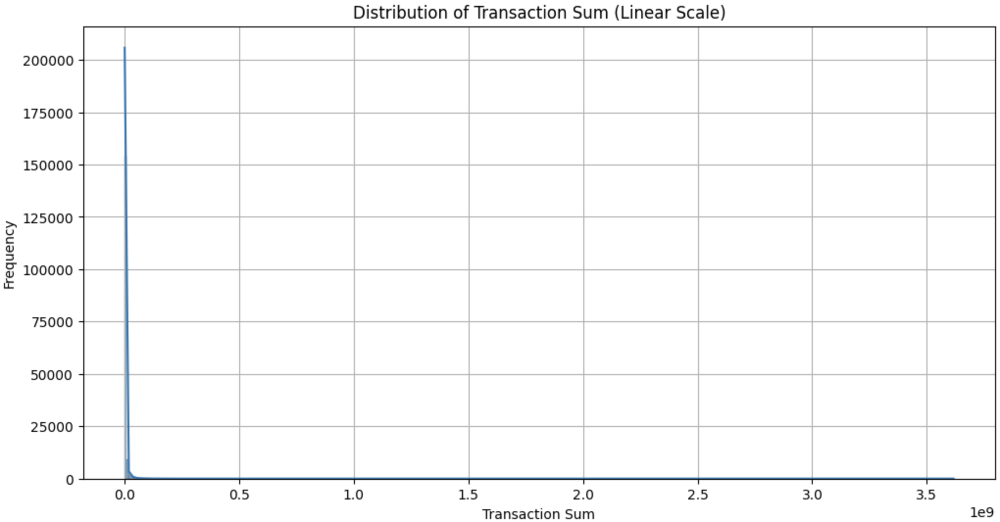 Distribution of Transaction Sum (Linear Scale)
200000
175000
150000
125000
100000
75000
50000
25000
0
Frequency
0.0 0.5 1.0 1.5 2.0 2.5 3.0 3.5
1e9
Transaction Sum